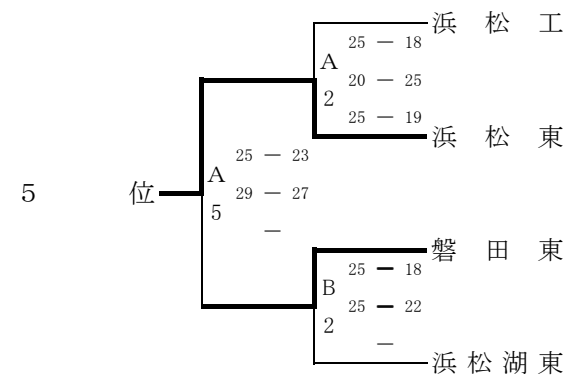 浜 松 工
25 － 18
A
20 － 25
2
25 － 19
浜 松 東
25 － 23
A
5 位
29 － 27
5
－
磐 田 東
25 － 18
B
25 － 22
2
－
浜 松 湖 東